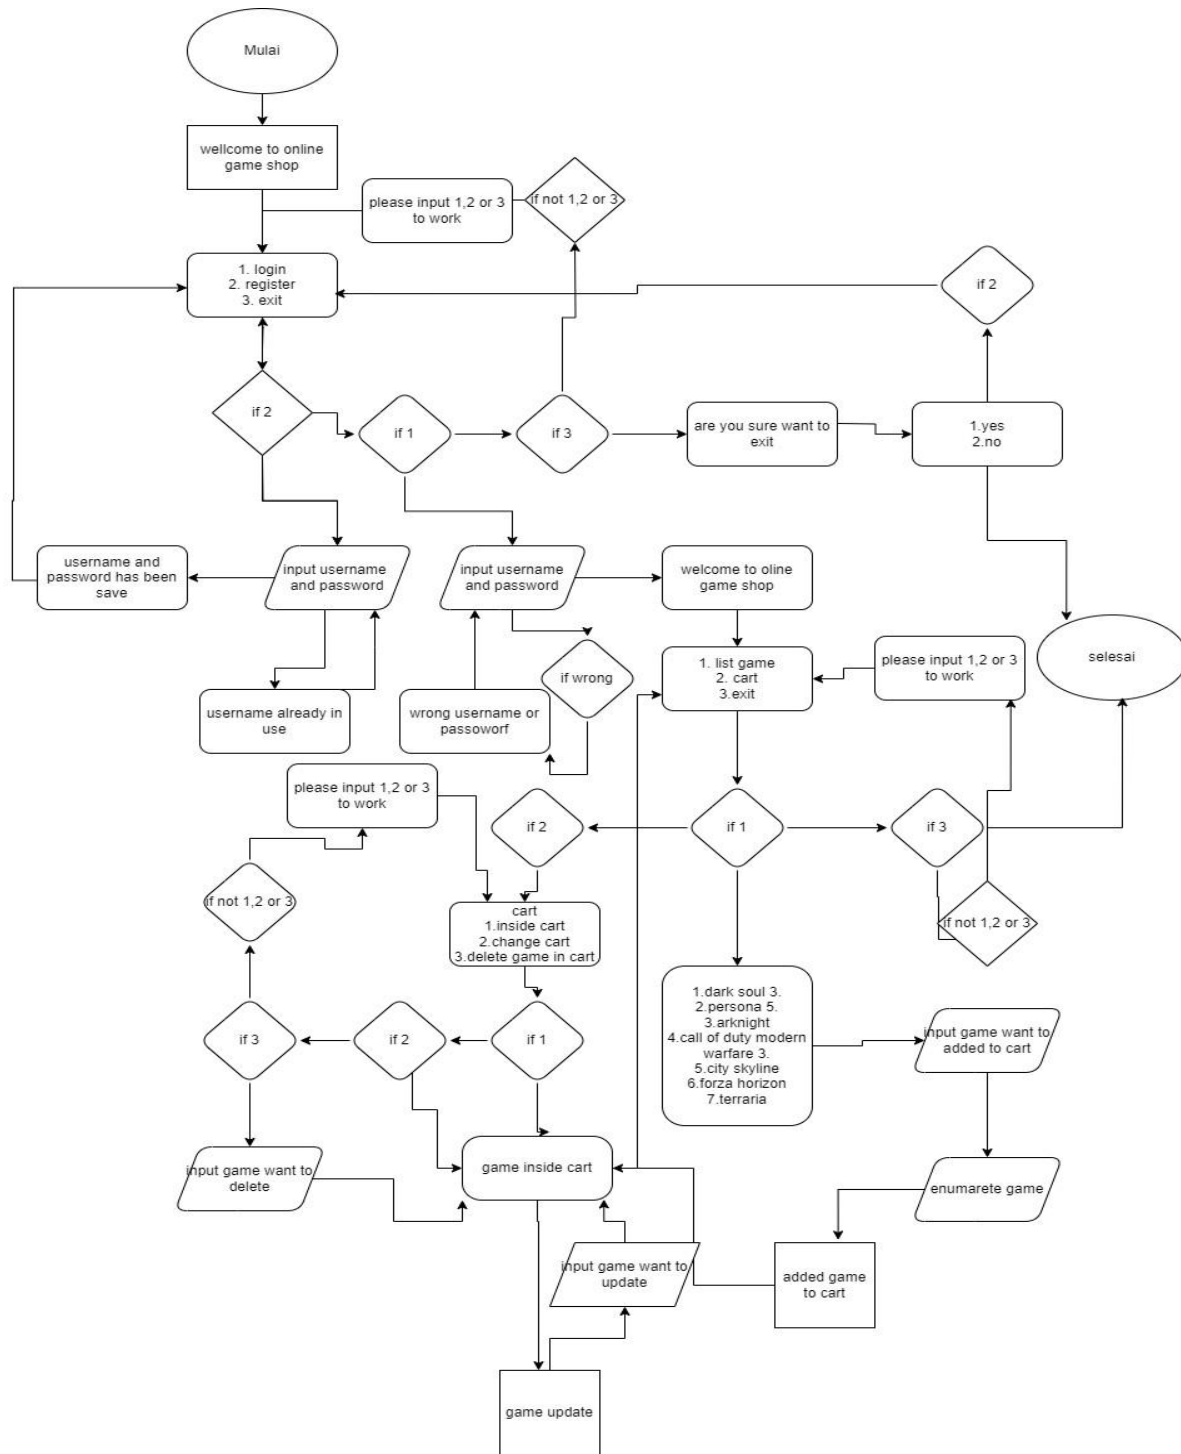 Mulai
wellcome to online
game shop
please input 1,2 or 3
to work
if not 1,2 or 3
1. login
2. register
3. exit
if 2
if 2
if 1
if 3
are you sure want to
exit
1.yes
2.no
username and
password has been
save
input username
and password
input username
and password
welcome to oline
game shop
username already in
use
wrong username or
passoworf
if wrong
1. list game
2. cart
3.exit
please input 1,2 or 3
to work
selesai
please input 1,2 or 3
to work
if 2
if 1
if 3
if not 1,2 or 3
cart
1.inside cart
2.change cart
3.delete game in cart
if not 1,2 or 3
if 3
if 2
if 1
1.dark soul 3.
2.persona 5.
3.arknight
4.call of duty modern
warfare 3.
5.city skyline
6.forza horizon
7.terraria
input game want to
added to cart
input game want to
delete
game inside cart
enumarete game
input game want to
update
added game
to cart
game update